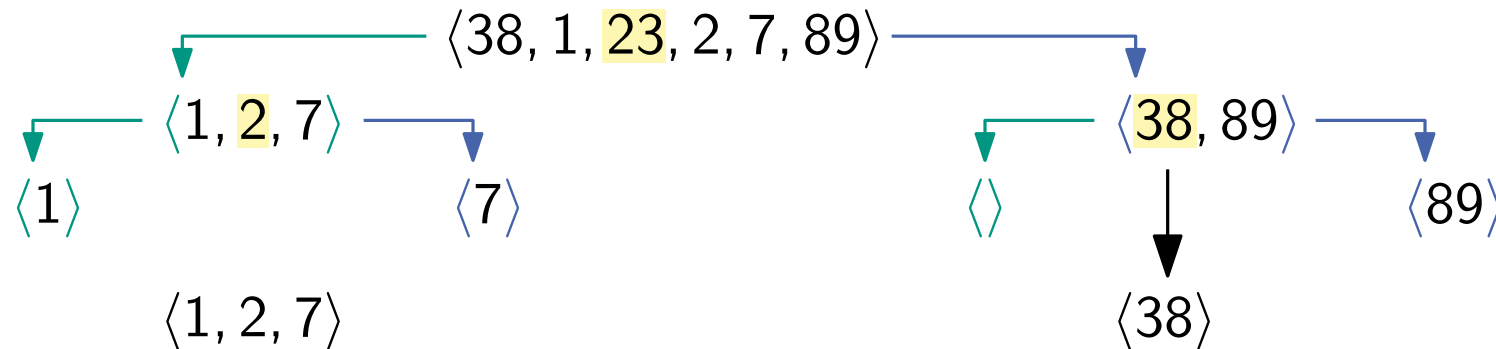 ⟨38, 1, 23, 2, 7, 89⟩
⟨1, 2, 7⟩ ⟨38, 89⟩
⟨1⟩ ⟨7⟩ ⟨⟩ ⟨89⟩
⟨1, 2, 7⟩ ⟨38⟩